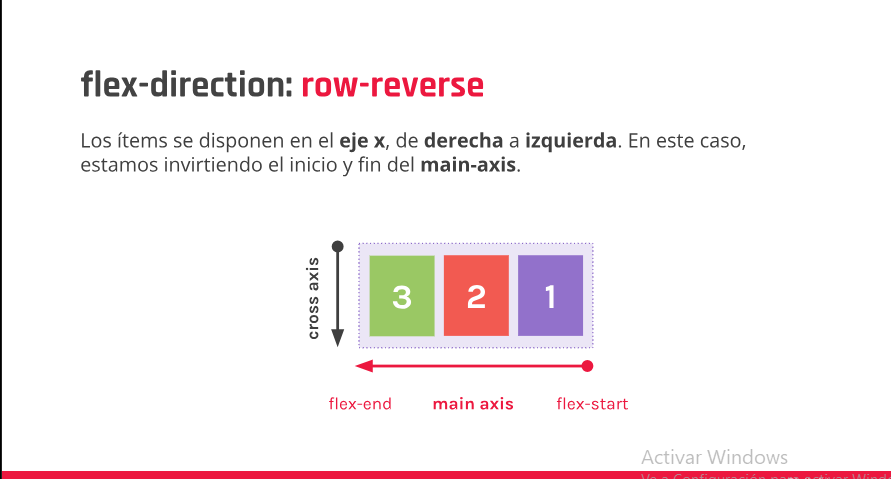 flex-direction: row-reverse
Los ítems se disponen en el eje x, de derecha a izquierda. En este caso,
estamos invirtiendo el inicio y fin del main-axis.
cross axis
3 2 1
flex-end main axis flex-start
Activar Windows
Ve a Configuración para activar Wind